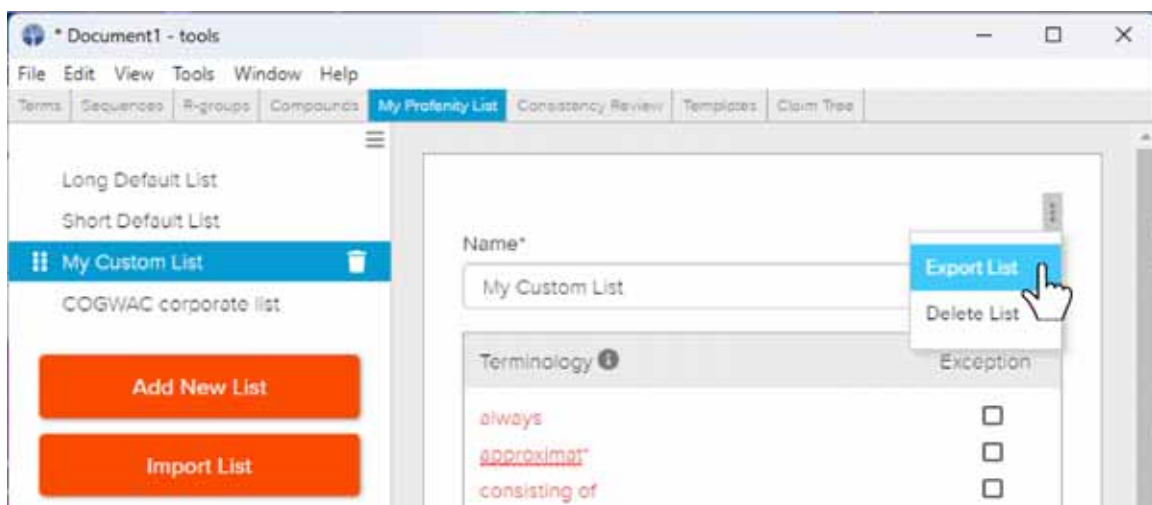 * Document1 - tools
File Edit View Tools Window Help
Terms Sequences R-groups Compounds My Profenity List Consistency Review Templates Claim Tree
Long Default List
Short Default List
My Custom List
COGWAC corporate list
Add New List
Import List
Name*
My Custom List
Export List
Delete List
Terminology Exception
always
approximat*
consisting of